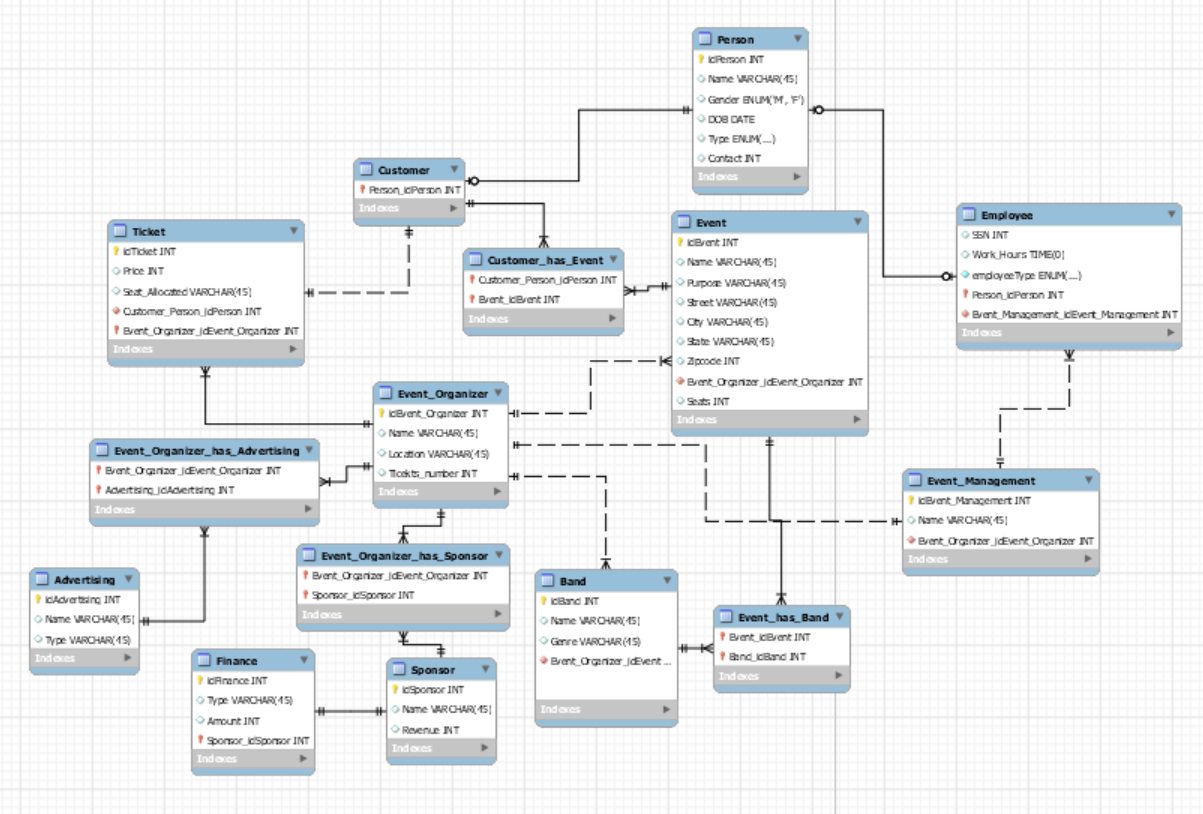 Person
idPerson INT
Name VARCHAR(45)
Gender ENUM('M', 'F')
DOB DATE
Type ENUM(...)
Contact INT
Indexes
Customer
Person_idPerson INT
Indexes
Ticket
idTicket INT
Price INT
Seat_Allocated VARCHAR(45)
Customer_Person_idPerson INT
Event_Organizer_idEvent_Organizer INT
Indexes
Customer_has_Event
Customer_Person_idPerson INT
Event_idEvent INT
Indexes
Event
idEvent INT
Name VARCHAR(45)
Purpose VARCHAR(45)
Street VARCHAR(45)
City VARCHAR(45)
State VARCHAR(45)
Zipcode INT
Event_Organizer_idEvent_Organizer INT
Seats INT
Indexes
Employee
SSN INT
Work_Hours TIME(0)
employeeType ENUM(...)
Person_idPerson INT
Event_Management_idEvent_Management INT
Indexes
Event_Organizer
idEvent_Organizer INT
Name VARCHAR(45)
Location VARCHAR(45)
Ticekts_number INT
Indexes
Event_Organizer_has_Advertising
Event_Organizer_idEvent_Organizer INT
Advertising_idAdvertising INT
Indexes
Event_Management
idEvent_Management INT
Name VARCHAR(45)
Event_Organizer_idEvent_Organizer INT
Indexes
Event_Organizer_has_Sponsor
Event_Organizer_idEvent_Organizer INT
Sponsor_idSponsor INT
Indexes
Advertising
idAdvertising INT
Name VARCHAR(45)
Type VARCHAR(45)
Indexes
Band
idBand INT
Name VARCHAR(45)
Genre VARCHAR(45)
Event_Organizer_idEvent ...
Indexes
Event_has_Band
Event_idEvent INT
Band_idBand INT
Indexes
Finance
idFinance INT
Type VARCHAR(45)
Amount INT
Sponsor_idSponsor INT
Indexes
Sponsor
idSponsor INT
Name VARCHAR(45)
Revenue INT
Indexes